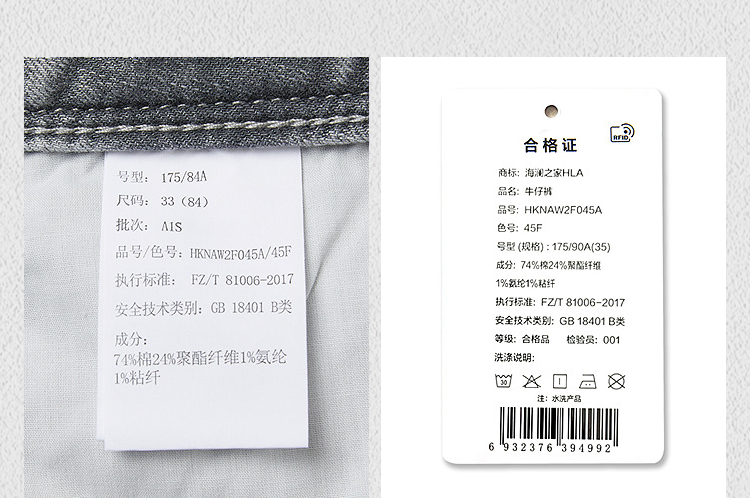 号型: 175/84A
尺码: 33 (84)
批次: A1S
品号/色号: HKNAW2F045A/45F
执行标准: FZ/T 81006-2017
安全技术类别: GB 18401 B类
成分:
74%棉24%聚酯纤维1%氨纶
1%粘纤
合格证
RFID
商标: 海澜之家HLA
品名: 牛仔裤
品号: HKNAW2F045A
色号: 45F
号型 (规格) : 175/90A(35)
成分: 74%棉24%聚酯纤维
1%氨纶1%粘纤
执行标准: FZ/T 81006-2017
安全技术类别: GB 18401 B类
等级: 合格品 检验员: 001
洗涤说明:
30
注: 水洗产品
6 932376 394992